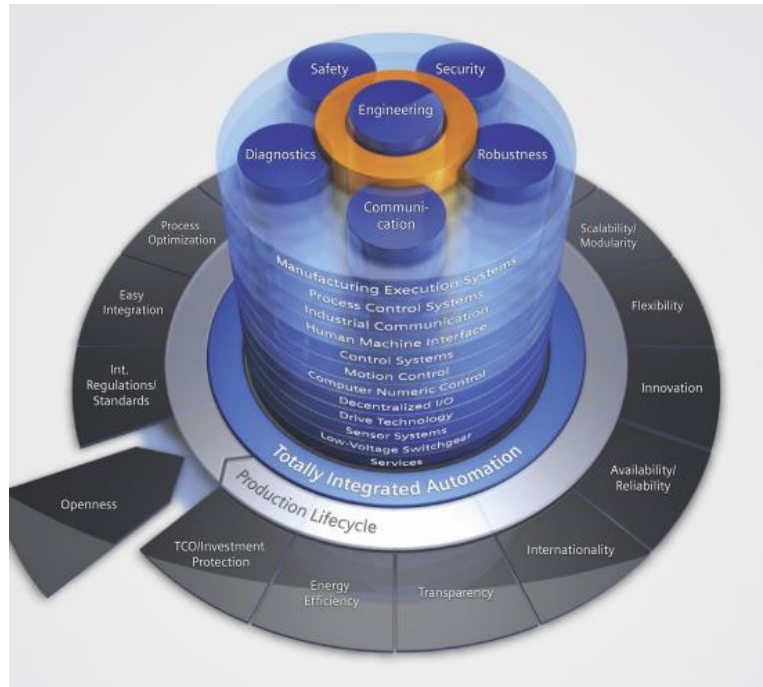 Safety
Security
Engineering
Diagnostics
Robustness
Communi-
cation
Manufacturing Execution Systems
Process Control Systems
Industrial Communication
Human Machine Interface
Control Systems
Motion Control
Computer Numeric Control
Decentralized I/O
Drive Technology
Sensor Systems
Low-Voltage Switchgear
Services
Totally Integrated Automation
Production Lifecycle
Process
Optimization
Easy
Integration
Int.
Regulations/
Standards
Openness
TCO/Investment
Protection
Energy
Efficiency
Transparency
Internationality
Availability/
Reliability
Innovation
Flexibility
Scalability/
Modularity